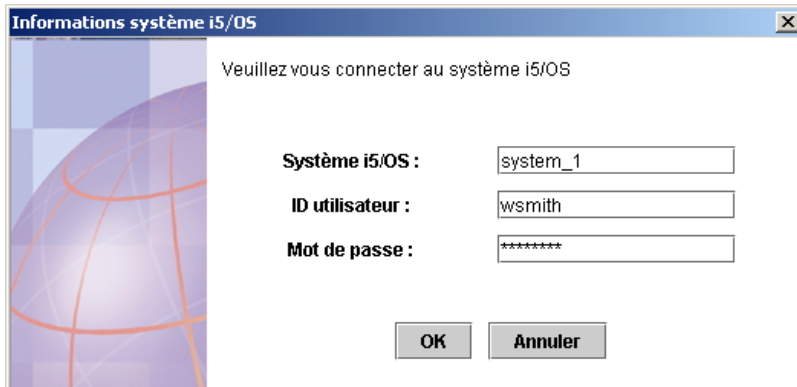 Informations système i5/OS
Veuillez vous connecter au système i5/OS
Système i5/OS : system_1
ID utilisateur : wsmith
Mot de passe : ********
OK Annuler